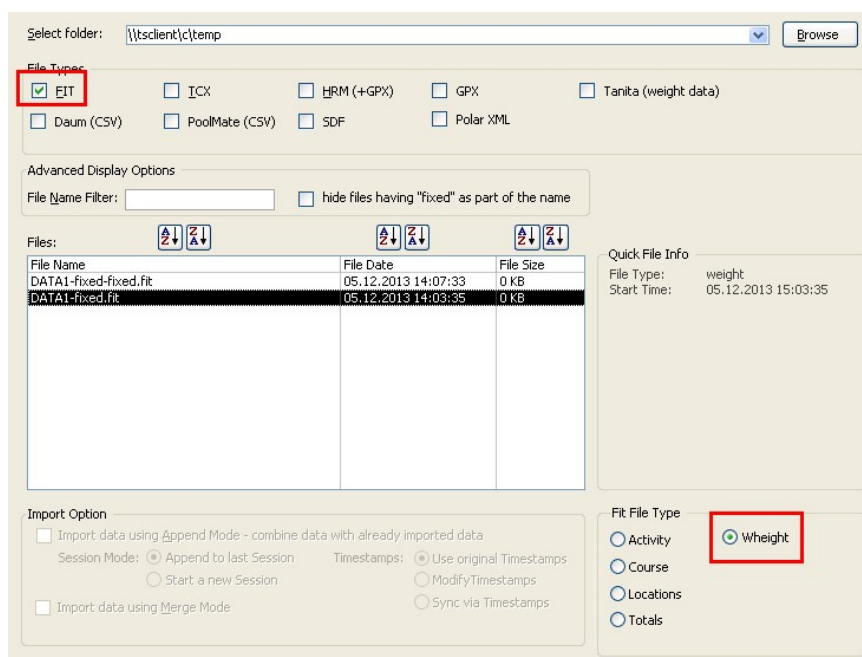 Select folder: \\tsclient\c\temp Browse
File Types
FIT TCX HRM (+GPX) GPX Tanita (weight data)
Daum (CSV) PoolMate (CSV) SDF Polar XML
Advanced Display Options
File Name Filter: hide files having "fixed" as part of the name
Files: A Z Z A A Z Z A A Z Z A
File Name File Date File Size
DATA1-fixed-fixed.fit 05.12.2013 14:07:33 0 KB
DATA1-fixed.fit 05.12.2013 14:03:35 0 KB
Quick File Info
File Type: weight
Start Time: 05.12.2013 15:03:35
Import Option
Import data using Append Mode - combine data with already imported data
Session Mode: Append to last Session Timestamps: Use original Timestamps
Start a new Session ModifyTimestamps
Sync via Timestamps
Import data using Merge Mode
Fit File Type
Activity Wheight
Course
Locations
Totals